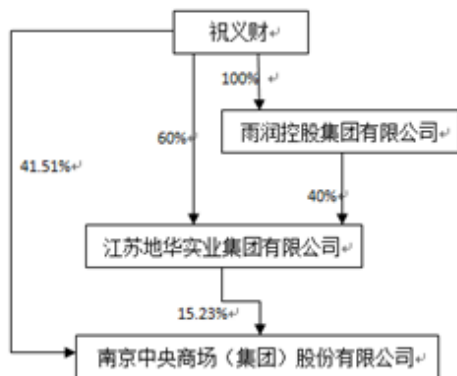 祝义财
100%
雨润控股集团有限公司
60%
41.51%
40%
江苏地华实业集团有限公司
15.23%
南京中央商场（集团）股份有限公司